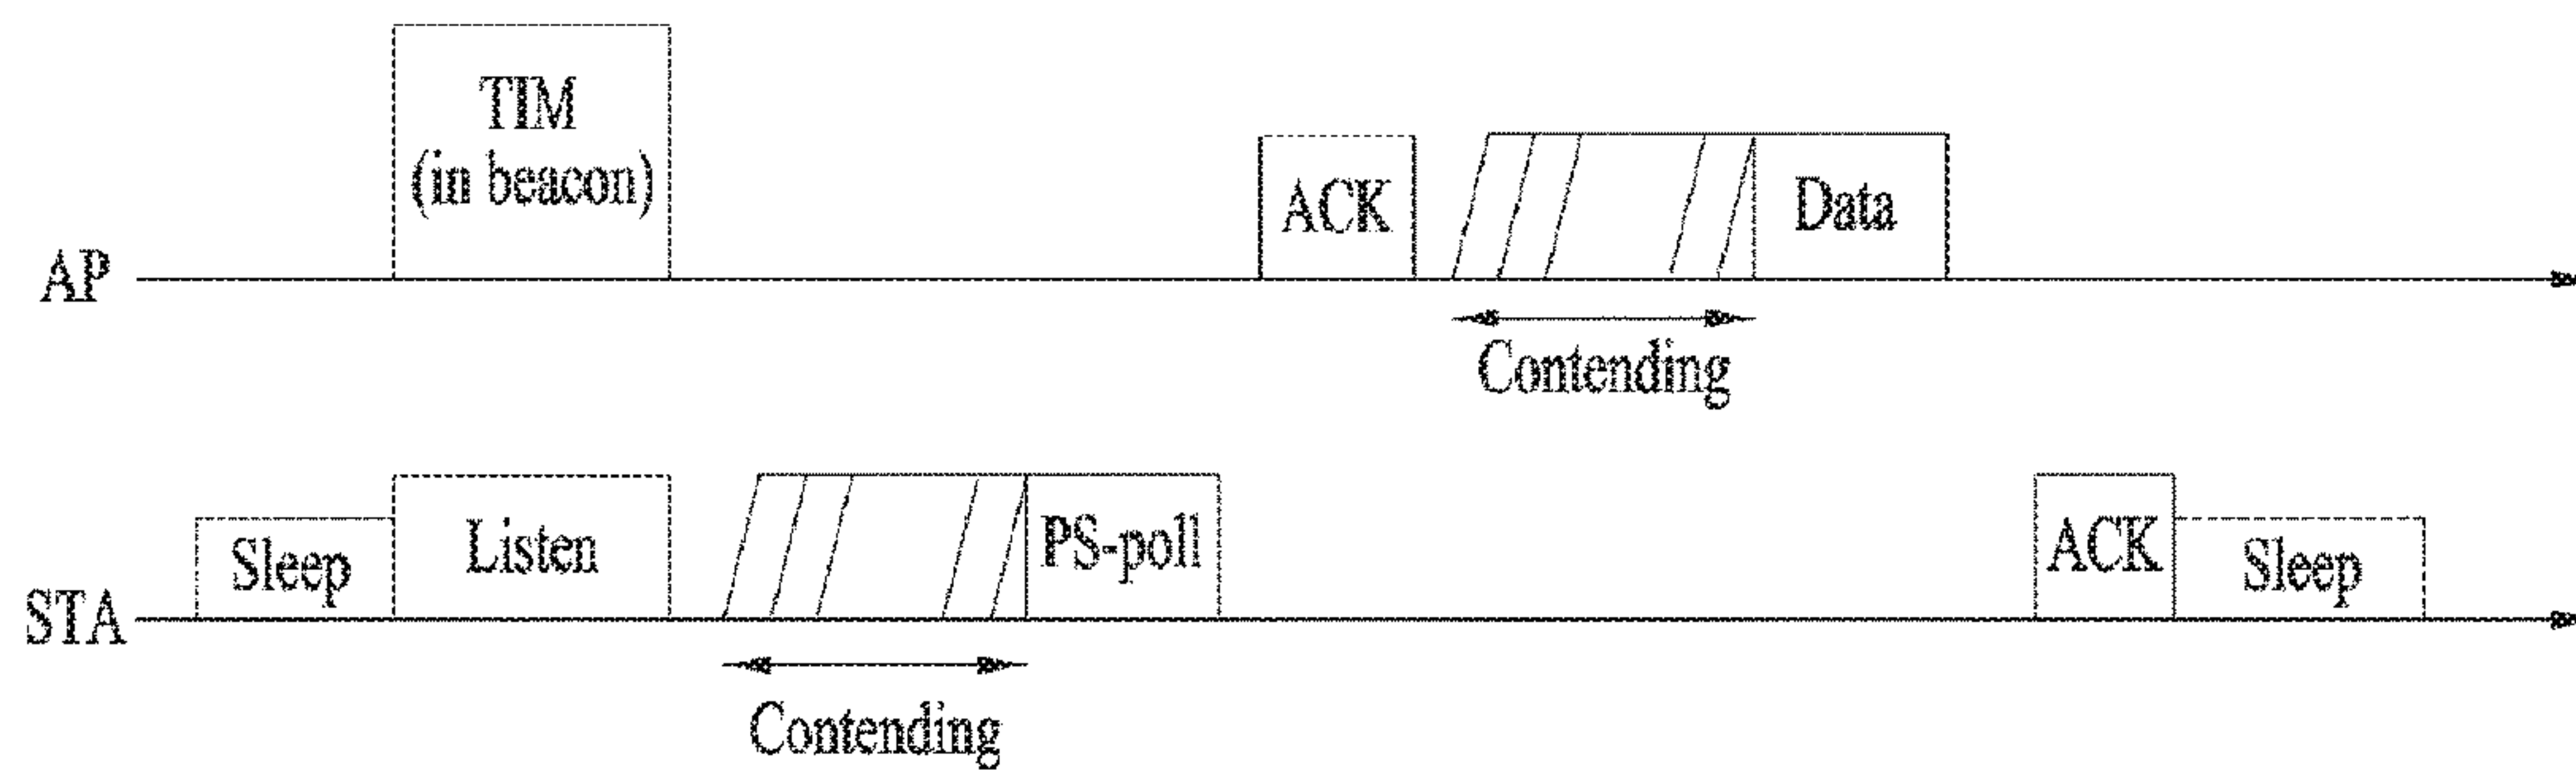 TIM
(in beacon)
ACK
Data
AP
Contending
Sleep
Listen
PS-poll
ACK
Sleep
STA
Contending